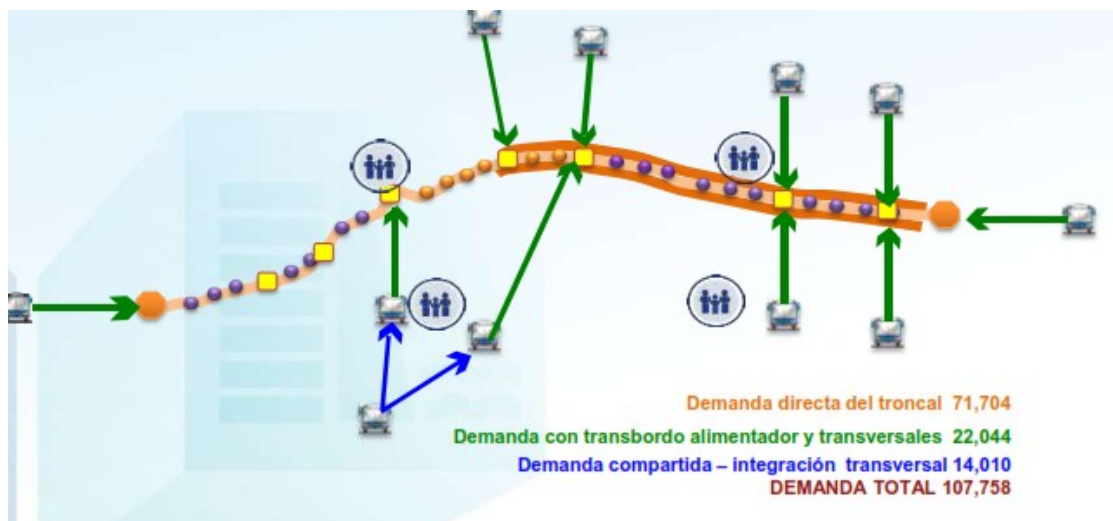 Demanda directa del troncal 71,704
Demanda con transbordo alimentador y transversales 22,044
Demanda compartida – integración transversal 14,010
DEMANDA TOTAL 107,758